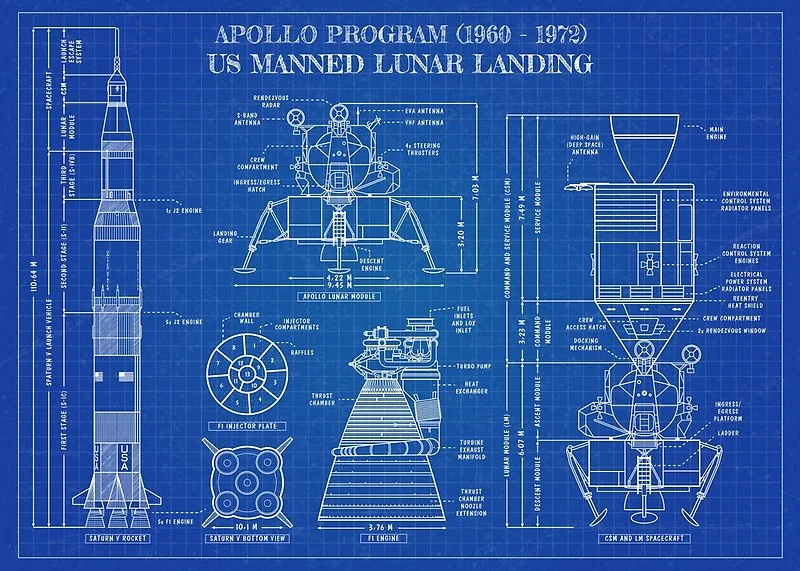 APOLLO PROGRAM (1960 - 1972)
US MANNED LUNAR LANDING
LAUNCH
ESCAPE
SYSTEM
CSM
SPACECRAFT
LUNAR
MODULE
THIRD
STAGE (S-IVB)
1x J2 ENGINE
SECOND STAGE (S-II)
110.64 M
5x J2 ENGINE
SPATURN V LAUNCH VEHICLE
FIRST STAGE (S-IC)
USA
USA
5x F1 ENGINE
SATURN V ROCKET
RENDEZVOUS
RADAR
S-BAND
ANTENNA
EVA ANTENNA
VHF ANTENNA
4x STEERING
THRUSTERS
CREW
COMPARTMENT
INGRESS/EGRESS
HATCH
7.03 M
3.20 M
LANDING
GEAR
DESCENT
ENGINE
4.22 M
9.45 M
APOLLO LUNAR MODULE
CHAMBER
WALL
INJECTOR
COMPARTMENTS
BAFFLES
F1 INJECTOR PLATE
10.1 M
SATURN V BOTTOM VIEW
FUEL
INLETS
AND LOX
INLET
TURBO PUMP
HEAT
EXCHANGER
THRUST
CHAMBER
TURBINE
EXHAUST
MANIFOLD
THRUST
CHAMBER
NOOZLE
EXTENSION
3.76 M
F1 ENGINE
MAIN
ENGINE
HIGH-GAIN
(DEEP SPACE)
ANTENNA
ENVIRONMENTAL
CONTROL SYSTEM
RADIATOR PANELS
COMMAND AND SERVICE MODULE (CSM)
7.49 M
SERVICE MODULE
REACTION
CONTROL SYSTEM
ENGINES
ELECTRICAL
POWER SYSTEM
RADIATOR PANELS
REENTRY
HEAT SHIELD
3.23 M
COMMAND
MODULE
CREW
ACCESS HATCH
CREW COMPARTMENT
2x RENDEZVOUS WINDOW
DOCKING
MECHANISM
LUNAR MODULE (LM)
6.07 M
ASCENT MODULE
DESCENT MODULE
INGRESS/
EGRESS
PLATFORM
LADDER
CSM AND LM SPACECRAFT